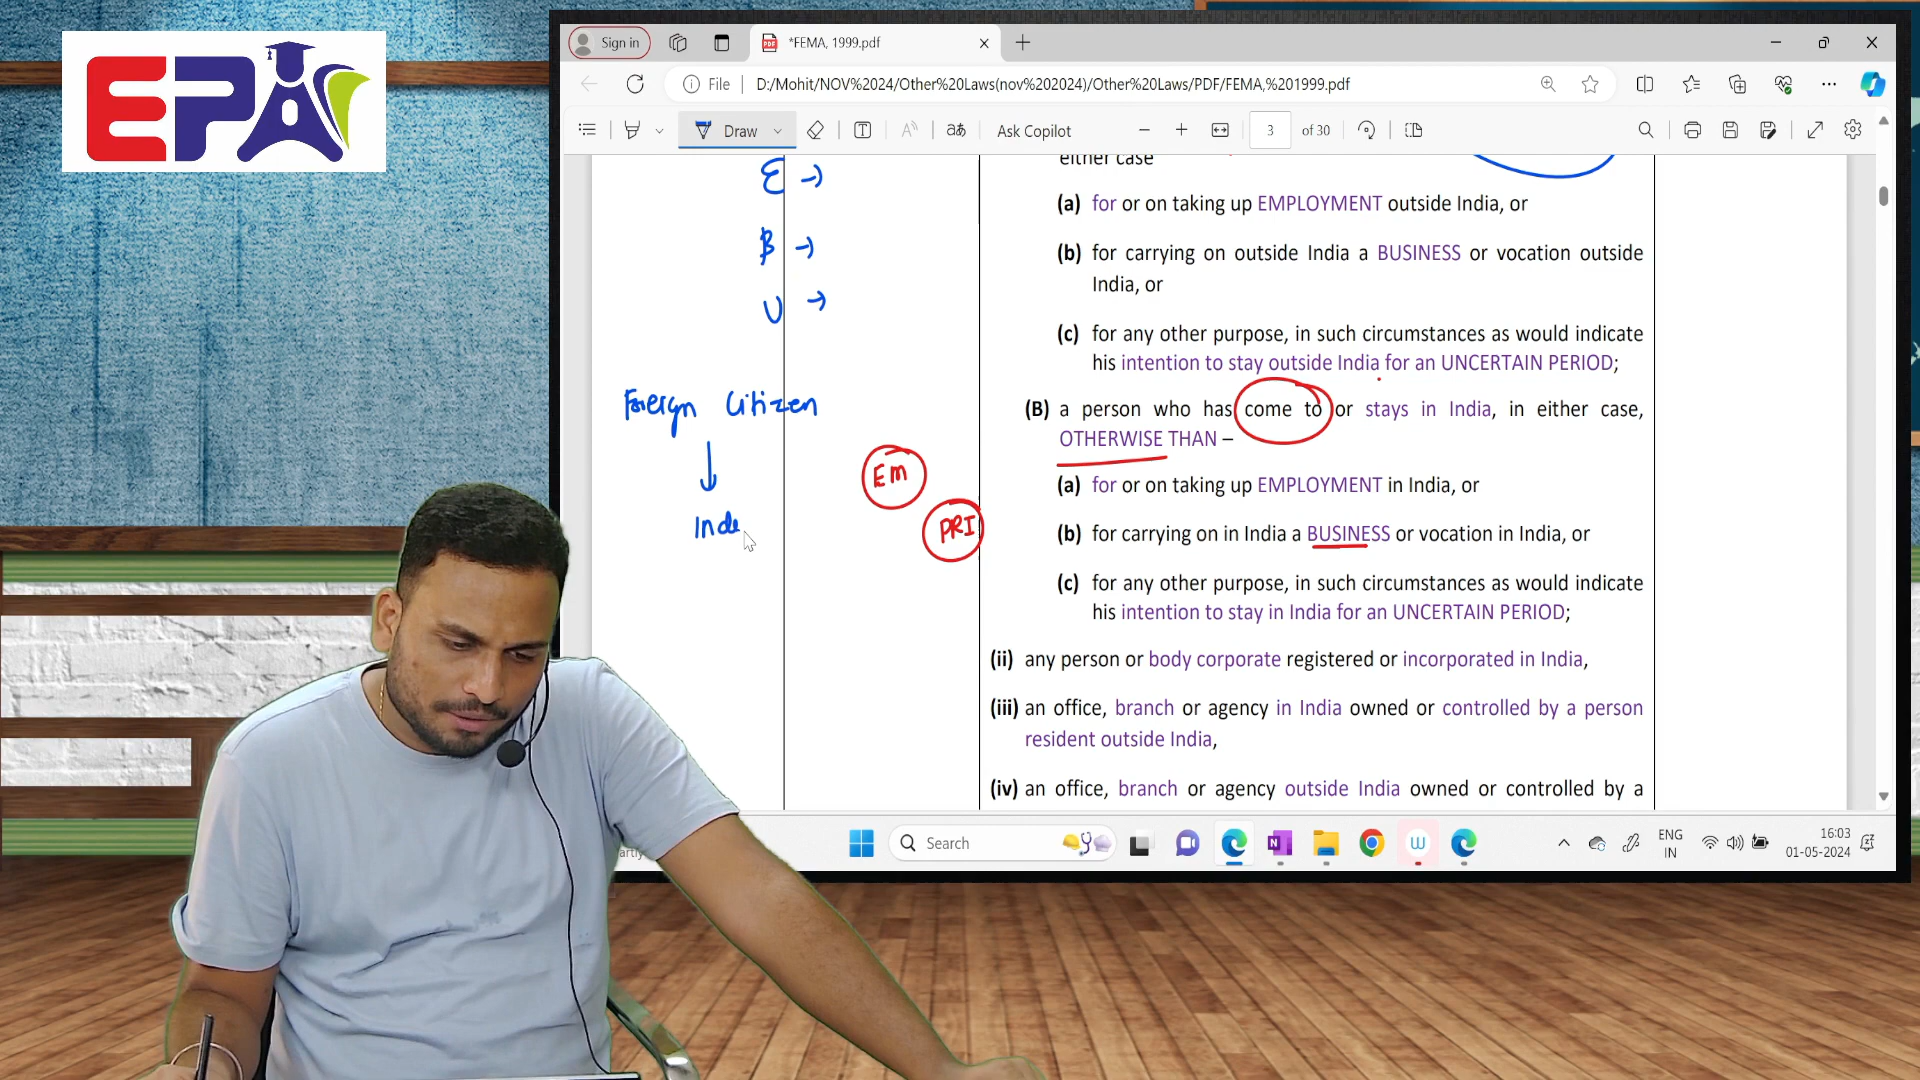 EPA
Sign in
*FEMA, 1999.pdf
File
D:/Mohit/NOV%2024/Other%20Laws(nov%202024)/Other%20Laws/PDF/FEMA,%201999.pdf
Draw
Ask Copilot
3 of 30
either case
(a) for or on taking up EMPLOYMENT outside India, or
(b) for carrying on outside India a BUSINESS or vocation outside
India, or
(c) for any other purpose, in such circumstances as would indicate
his intention to stay outside India for an UNCERTAIN PERIOD;
(B) a person who has come to or stays in India, in either case,
OTHERWISE THAN –
(a) for or on taking up EMPLOYMENT in India, or
(b) for carrying on in India a BUSINESS or vocation in India, or
(c) for any other purpose, in such circumstances as would indicate
his intention to stay in India for an UNCERTAIN PERIOD;
(ii) any person or body corporate registered or incorporated in India,
(iii) an office, branch or agency in India owned or controlled by a person
resident outside India,
(iv) an office, branch or agency outside India owned or controlled by a
E →
B →
U →
Foreign Citizen
Inde
EM
PRI
Search
ENG
IN
16:03
01-05-2024